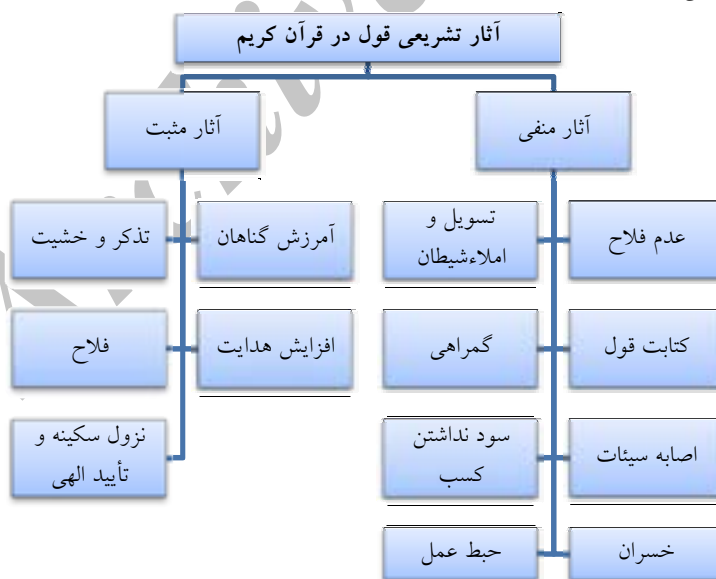 آثار تشریعی قول در قرآن کریم
آثار منفی
آثار مثبت
عدم فلاح
تسویل و
املاءشیطان
آمرزش گناهان
تذکر و خشیت
کتابت قول
گمراهی
افزایش هدایت
فلاح
اصابه سیئات
سود نداشتن
کسب
نزول سکینه و
تأیید الهی
خسران
حبط عمل